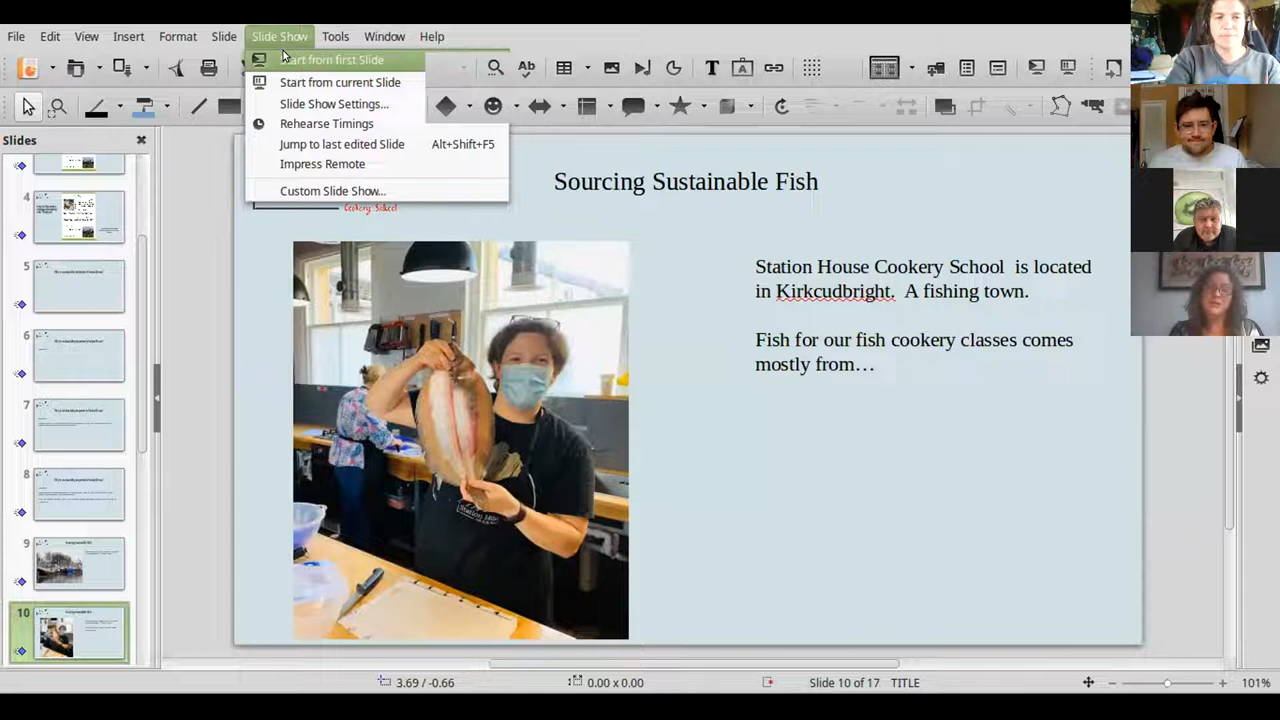 File Edit View Insert Format Slide Slide Show Tools Window Help
Start from first Slide
Start from current Slide
Slide Show Settings...
Rehearse Timings
Jump to last edited Slide Alt+Shift+F5
Impress Remote
Custom Slide Show...
Slides
4
5
6
7
8
9
10
Cookery School
Sourcing Sustainable Fish
Station House Cookery School is located
in Kirkcudbright. A fishing town.
Fish for our fish cookery classes comes
mostly from…
3.69 / -0.66 0.00 x 0.00 Slide 10 of 17 TITLE 101%